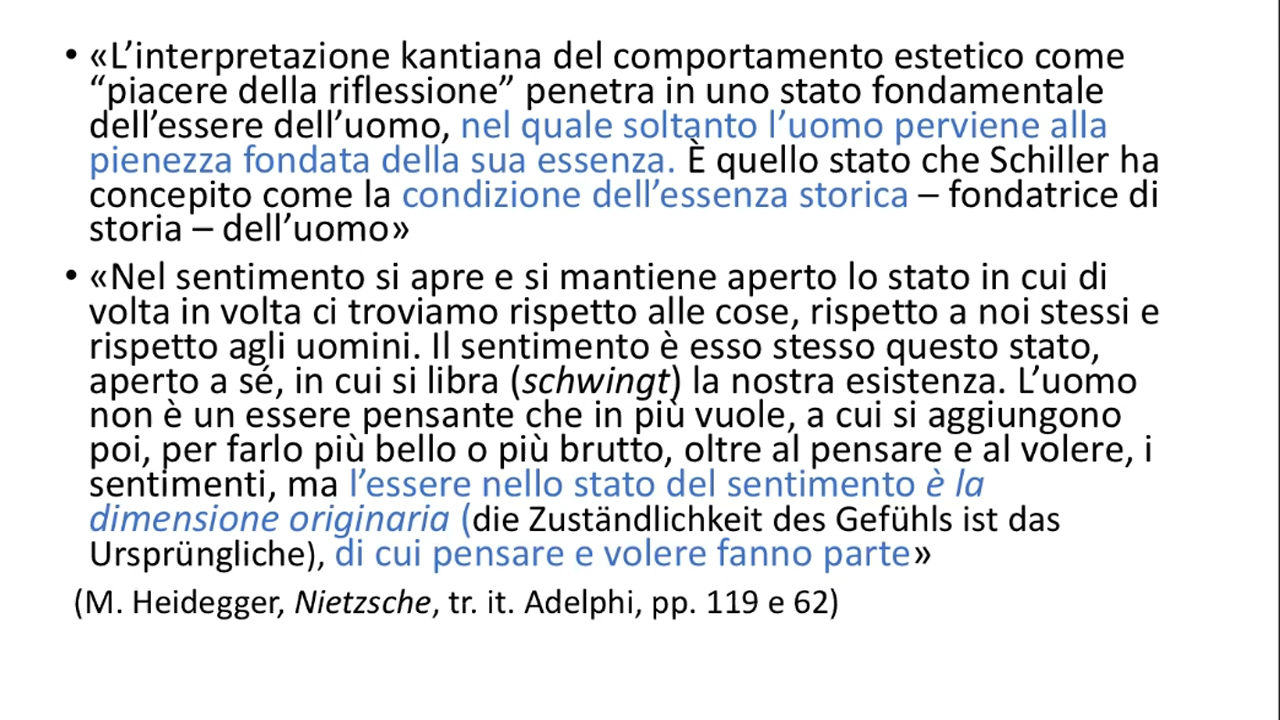 • «L’interpretazione kantiana del comportamento estetico come
“piacere della riflessione” penetra in uno stato fondamentale
dell’essere dell’uomo, nel quale soltanto l’uomo perviene alla
pienezza fondata della sua essenza. È quello stato che Schiller ha
concepito come la condizione dell’essenza storica – fondatrice di
storia – dell’uomo»
• «Nel sentimento si apre e si mantiene aperto lo stato in cui di
volta in volta ci troviamo rispetto alle cose, rispetto a noi stessi e
rispetto agli uomini. Il sentimento è esso stesso questo stato,
aperto a sé, in cui si libra (schwingt) la nostra esistenza. L’uomo
non è un essere pensante che in più vuole, a cui si aggiungono
poi, per farlo più bello o più brutto, oltre al pensare e al volere, i
sentimenti, ma l’essere nello stato del sentimento è la
dimensione originaria (die Zuständlichkeit des Gefühls ist das
Ursprüngliche), di cui pensare e volere fanno parte»
(M. Heidegger, Nietzsche, tr. it. Adelphi, pp. 119 e 62)